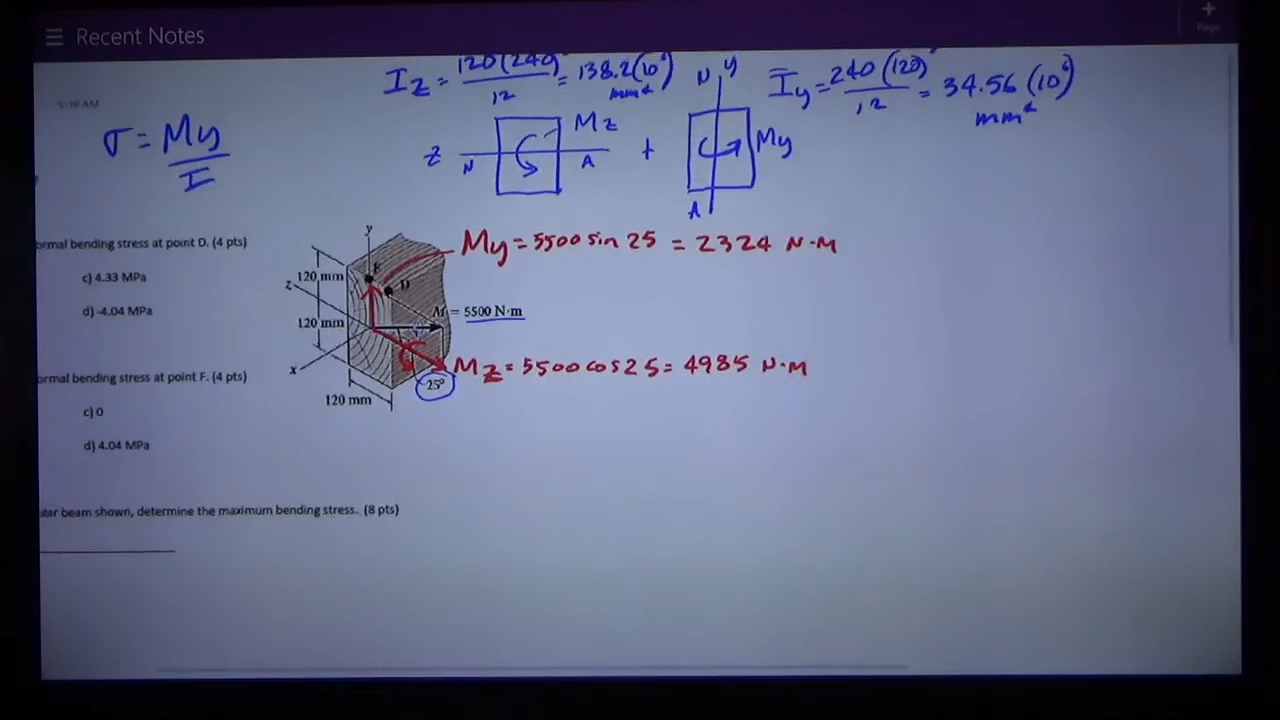 Recent Notes
Page
I z = 120(240) / 12 = 138.2(10⁶) mm⁴
N y
I̅ y = 240(120)³ / 12 = 34.56(10⁶) mm⁴
σ = My / I
z N A Mz + My
A
ormal bending stress at point D. (4 pts)
c) 4.33 MPa
d) -4.04 MPa
ormal bending stress at point F. (4 pts)
c) 0
d) 4.04 MPa
y
My = 5500 sin 25 = 2324 N·M
F
120 mm
D
z
M = 5500 N·m
120 mm
x
Mz = 5500 cos 25 = 4985 N·M
25°
120 mm
lar beam shown, determine the maximum bending stress. (8 pts)